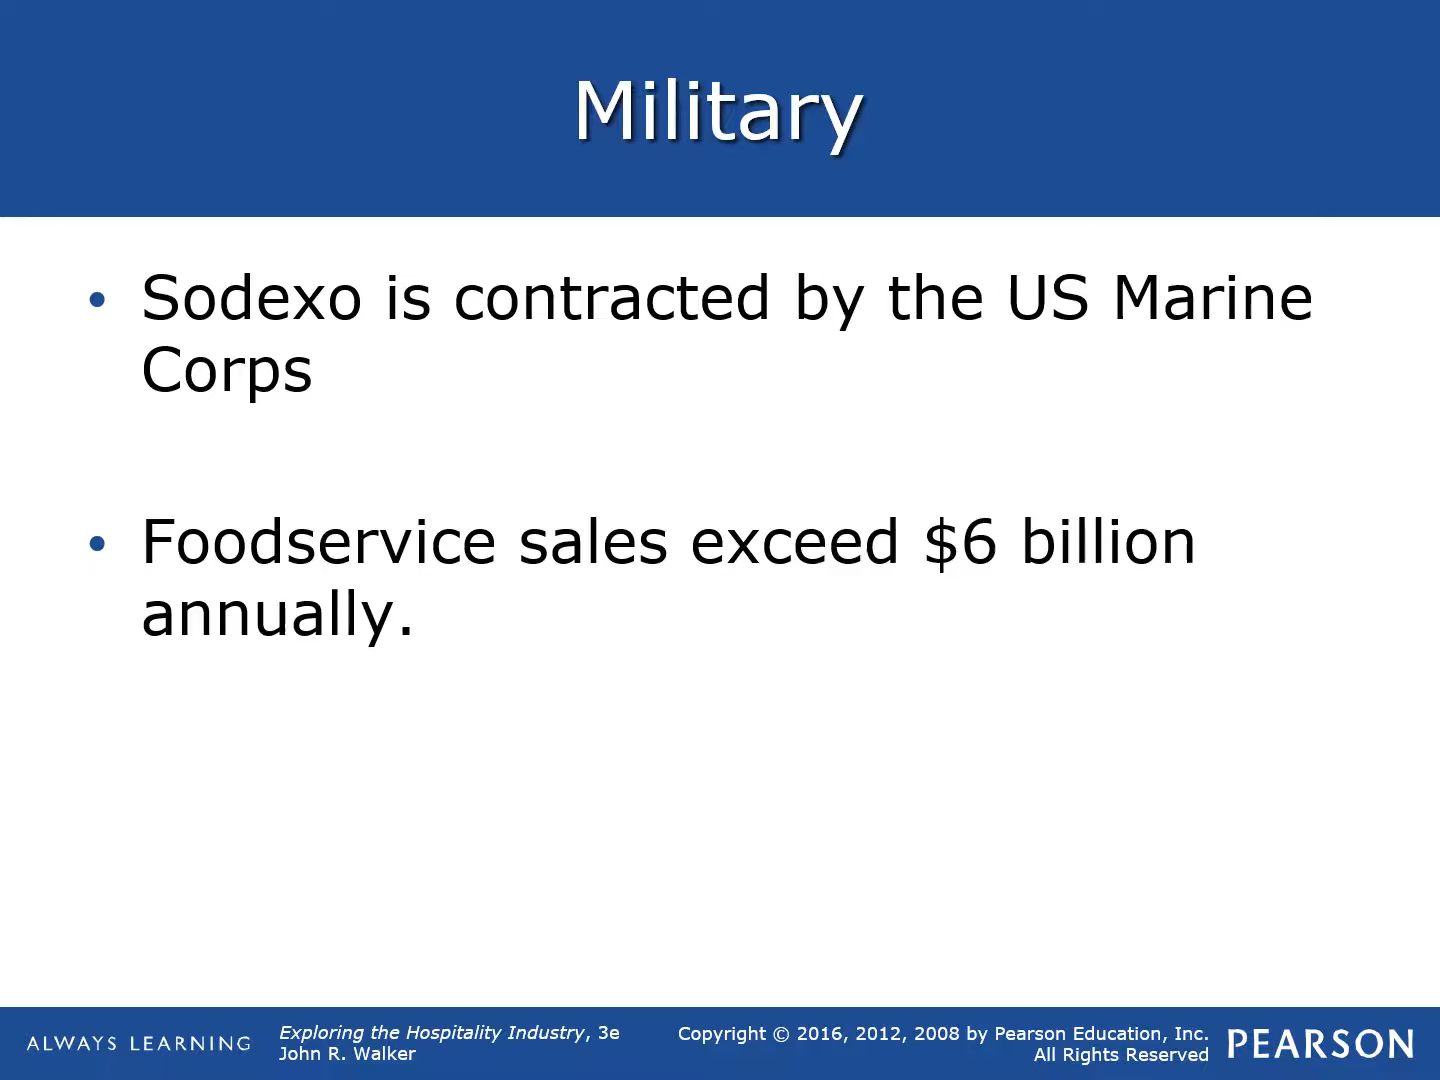 Military
• Sodexo is contracted by the US Marine
Corps
• Foodservice sales exceed $6 billion
annually.
ALWAYS LEARNING
Exploring the Hospitality Industry, 3e
John R. Walker
Copyright © 2016, 2012, 2008 by Pearson Education, Inc.
All Rights Reserved
PEARSON